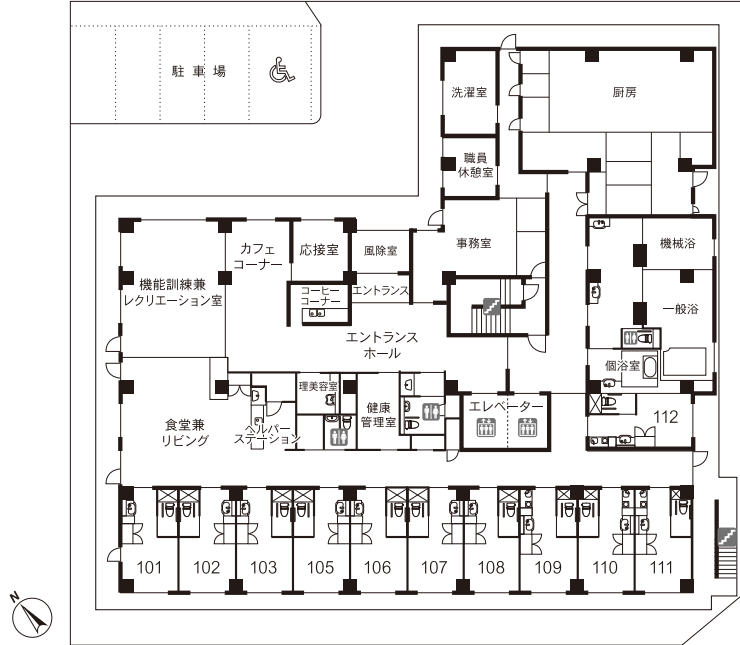 駐車場
洗濯室
厨房
職員
休憩室
カフェ
コーナー
応接室
風除室
事務室
機械浴
機能訓練兼
レクリエーション室
コーヒー
コーナー
エントランス
一般浴
エントランス
ホール
個浴室
理美容室
健康
管理室
エレベーター
食堂兼
リビング
ヘルパー
ステーション
112
101
102
103
105
106
107
108
109
110
111
N